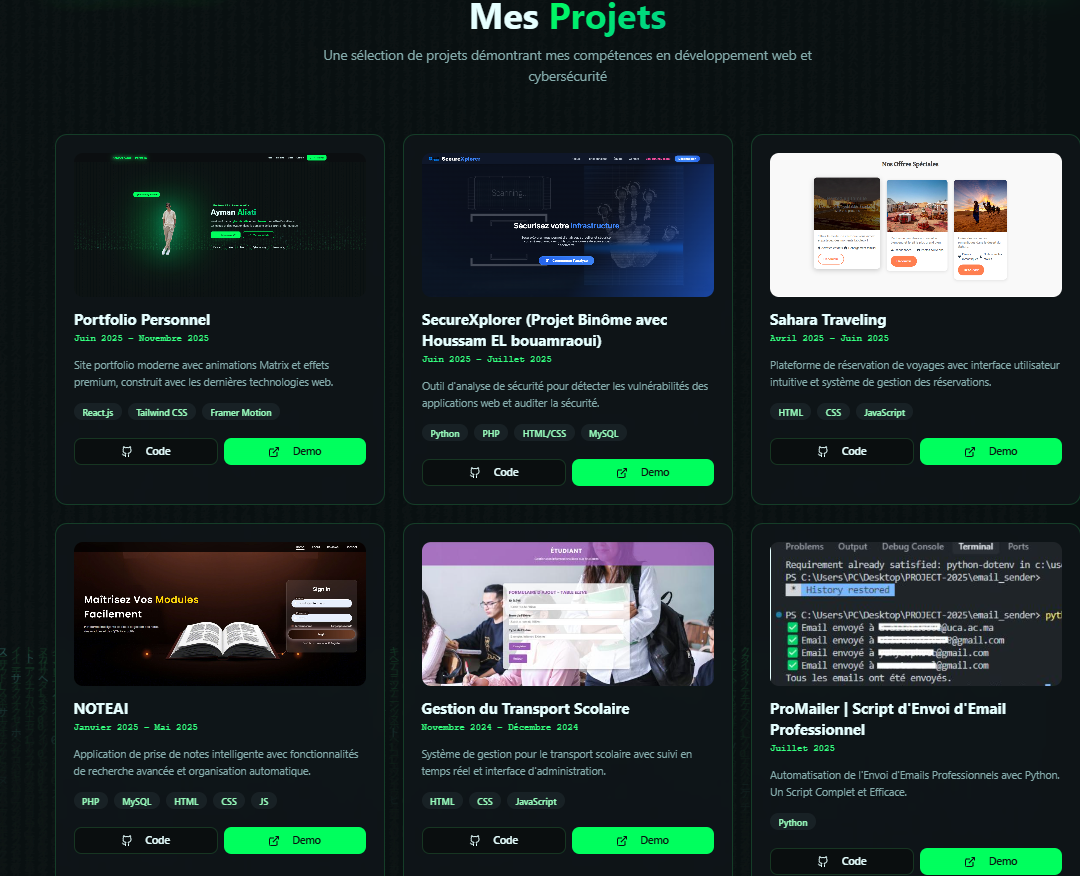 Mes Projets
Une sélection de projets démontrant mes compétences en développement web et
cybersécurité
Ayman Aliati
Portfolio Personnel
Juin 2025 – Novembre 2025
Site portfolio moderne avec animations Matrix et effets
premium, construit avec les dernières technologies web.
React.js
Tailwind CSS
Framer Motion
Code
Demo
SecureXplorer
Scanning...
Sécurisez votre Infrastructure
SecureXplorer (Projet Binôme avec
Houssam EL bouamraoui)
Juin 2025 – Juillet 2025
Outil d'analyse de sécurité pour détecter les vulnérabilités des
applications web et auditer la sécurité.
Python
PHP
HTML/CSS
MySQL
Code
Demo
Nos Offres Spéciales
Sahara Traveling
Avril 2025 – Juin 2025
Plateforme de réservation de voyages avec interface utilisateur
intuitive et système de gestion des réservations.
HTML
CSS
JavaScript
Code
Demo
Maîtrisez Vos Modules
Facilement
Sign In
NOTEAI
Janvier 2025 – Mai 2025
Application de prise de notes intelligente avec fonctionnalités
de recherche avancée et organisation automatique.
PHP
MySQL
HTML
CSS
JS
Code
Demo
ÉTUDIANT
FORMULAIRE D'AJOUT - TABLE ÉLÈVE
Gestion du Transport Scolaire
Novembre 2024 – Décembre 2024
Système de gestion pour le transport scolaire avec suivi en
temps réel et interface d'administration.
HTML
CSS
JavaScript
Code
Demo
Problems Output Debug Console Terminal Ports
Requirement already satisfied: python-dotenv in c:\use
PS C:\Users\PC\Desktop\PROJECT-2025\email_sender>
* History restored
PS C:\Users\PC\Desktop\PROJECT-2025\email_sender> pyt
Email envoyé à @uca.ac.ma
Email envoyé à @gmail.com
Email envoyé à @gmail.com
Email envoyé à @gmail.com
Tous les emails ont été envoyés.
ProMailer | Script d'Envoi d'Email
Professionnel
Juillet 2025
Automatisation de l'Envoi d'Emails Professionnels avec Python.
Un Script Complet et Efficace.
Python
Code
Demo